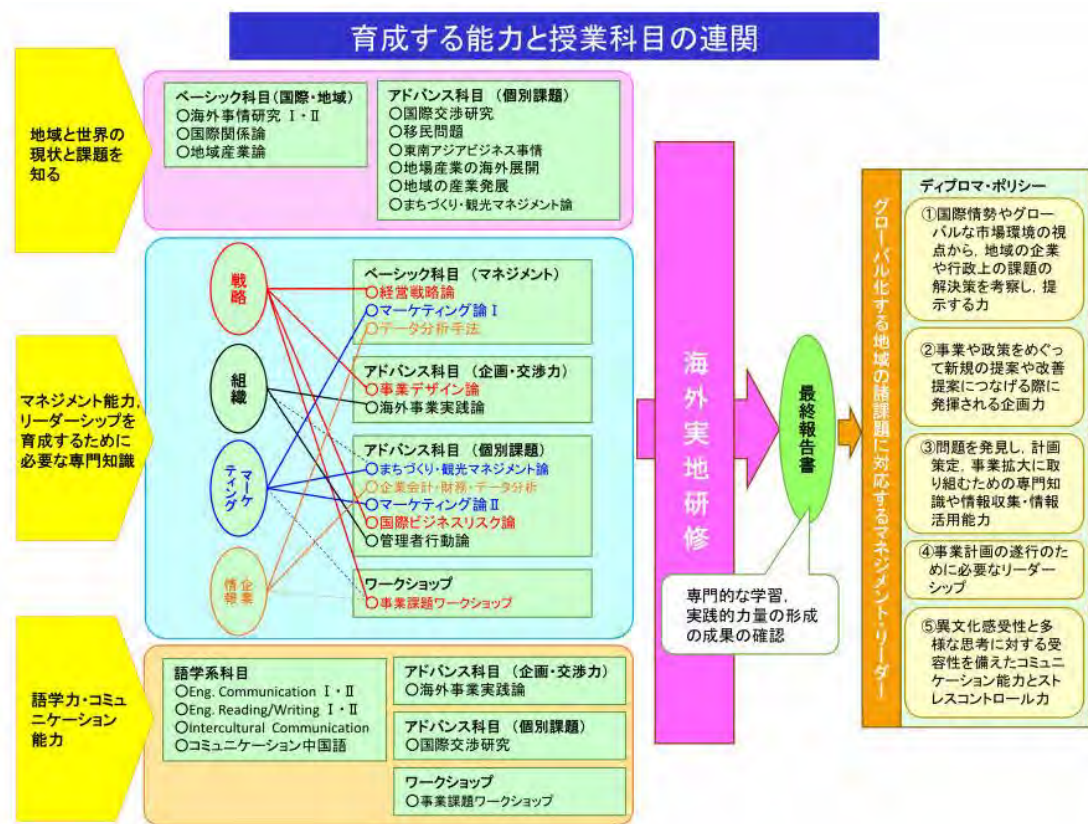 育成する能力と授業科目の連関
地域と世界の
現状と課題を
知る
ベーシック科目(国際・地域)
○海外事情研究 Ⅰ・Ⅱ
○国際関係論
○地域産業論
アドバンス科目 (個別課題)
○国際交渉研究
○移民問題
○東南アジアビジネス事情
○地場産業の海外展開
○地域の産業発展
○まちづくり・観光マネジメント論
マネジメント能力,
リーダーシップを
育成するために
必要な専門知識
戦略
組織
マーケ
ティング
企業
情報
ベーシック科目 (マネジメント)
○経営戦略論
○マーケティング論Ⅰ
○データ分析手法
アドバンス科目 (企画・交渉力)
○事業デザイン論
○海外事業実践論
アドバンス科目 (個別課題)
○まちづくり・観光マネジメント論
○企業会計・財務・データ分析
○マーケティング論Ⅱ
○国際ビジネスリスク論
○管理者行動論
ワークショップ
○事業課題ワークショップ
語学力・コミュ
ニケーション
能力
語学系科目
○Eng. Communication Ⅰ・Ⅱ
○Eng. Reading/Writing Ⅰ・Ⅱ
○Intercultural Communication
○コミュニケーション中国語
アドバンス科目 (企画・交渉力)
○海外事業実践論
アドバンス科目 (個別課題)
○国際交渉研究
ワークショップ
○事業課題ワークショップ
海外実地研修
最終報告書
専門的な学習,
実践的力量の形成
の成果の確認
グローバル化する地域の諸課題に対応するマネジメント・リーダー
ディプロマ・ポリシー
①国際情勢やグロー
バルな市場環境の視
点から,地域の企業
や行政上の課題の
解決策を考察し,提
示する力
②事業や政策をめぐっ
て新規の提案や改善
提案につなげる際に
発揮される企画力
③問題を発見し,計画
策定,事業拡大に取
り組むための専門知
識や情報収集・情報
活用能力
④事業計画の遂行のた
めに必要なリーダー
シップ
⑤異文化感受性と多
様な思考に対する受
容性を備えたコミュニ
ケーション能力とスト
レスコントロール力